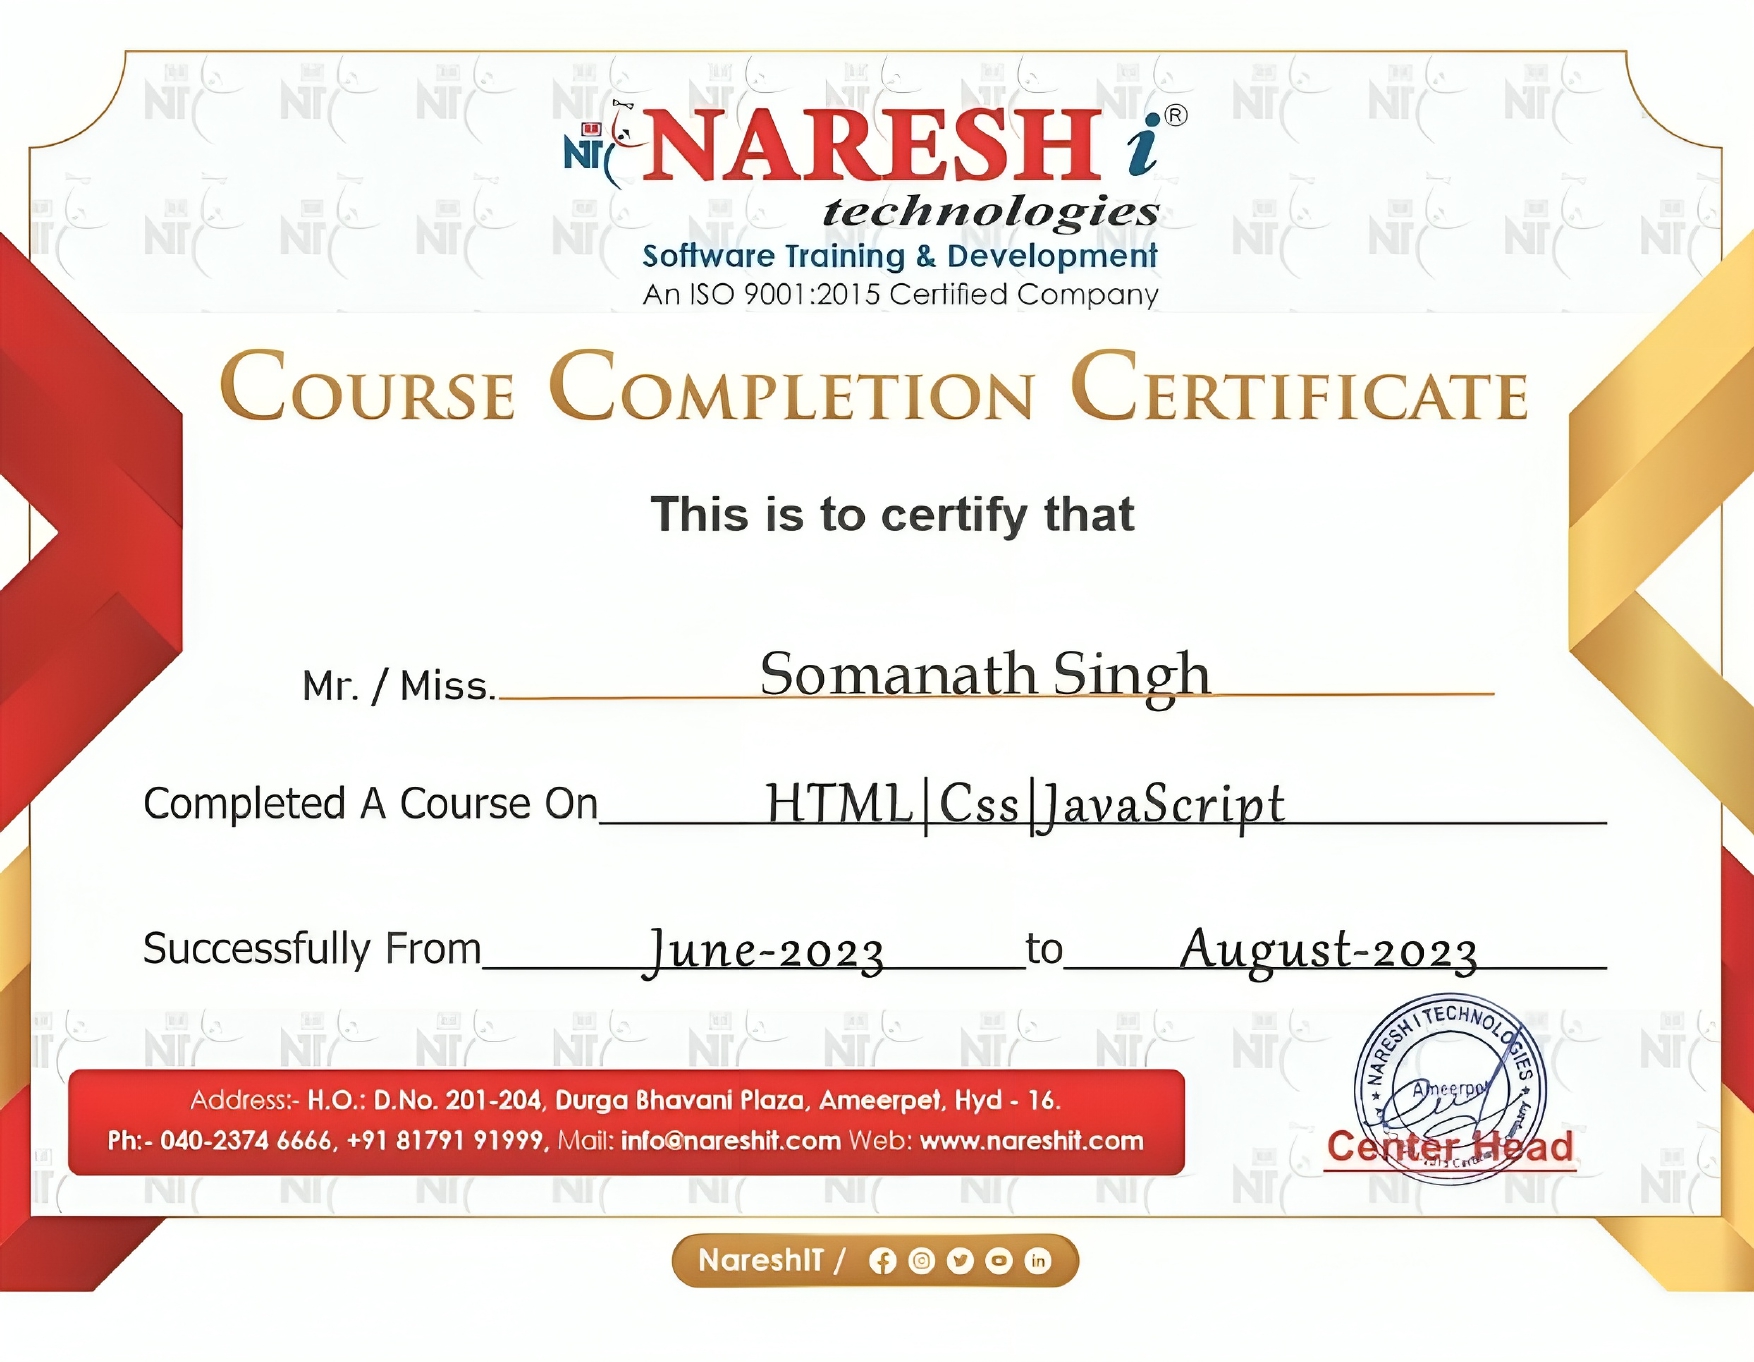 NT
NARESH i®
technologies
Software Training & Development
An ISO 9001:2015 Certified Company
COURSE COMPLETION CERTIFICATE
This is to certify that
Mr. / Miss. Somanath Singh
Completed A Course On HTML|Css|JavaScript
Successfully From June-2023 to August-2023
NARESH I TECHNOLOGIES
Ameerpet
Center Head
Address:- H.O.: D.No. 201-204, Durga Bhavani Plaza, Ameerpet, Hyd - 16.
Ph:- 040-2374 6666, +91 81791 91999, Mail: info@nareshit.com Web: www.nareshit.com
NareshIT /